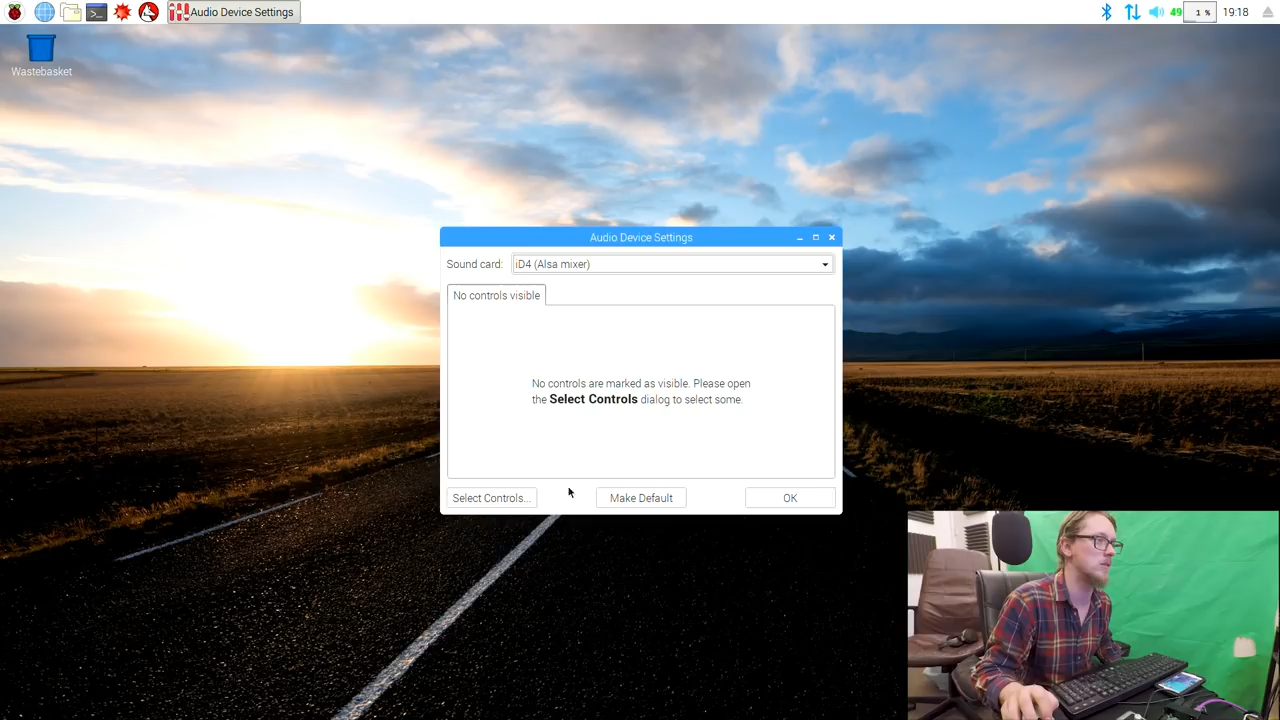 Audio Device Settings
49
1 %
19:18
Wastebasket
Audio Device Settings
Sound card:
iD4 (Alsa mixer)
No controls visible
No controls are marked as visible. Please open
the Select Controls dialog to select some.
Select Controls...
Make Default
OK